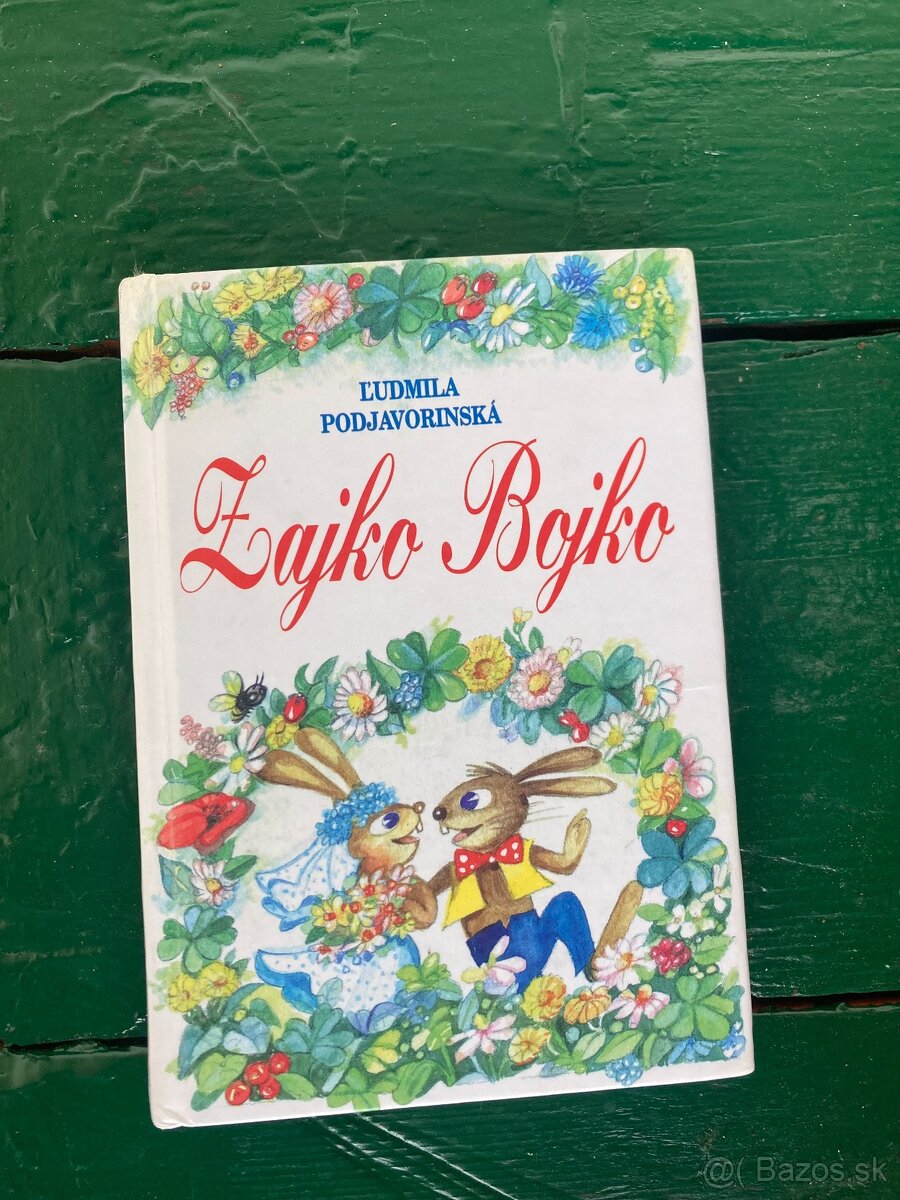 ĽUDMILA
PODJAVORINSKÁ
Zajko Bojko
@( Bazos.sk